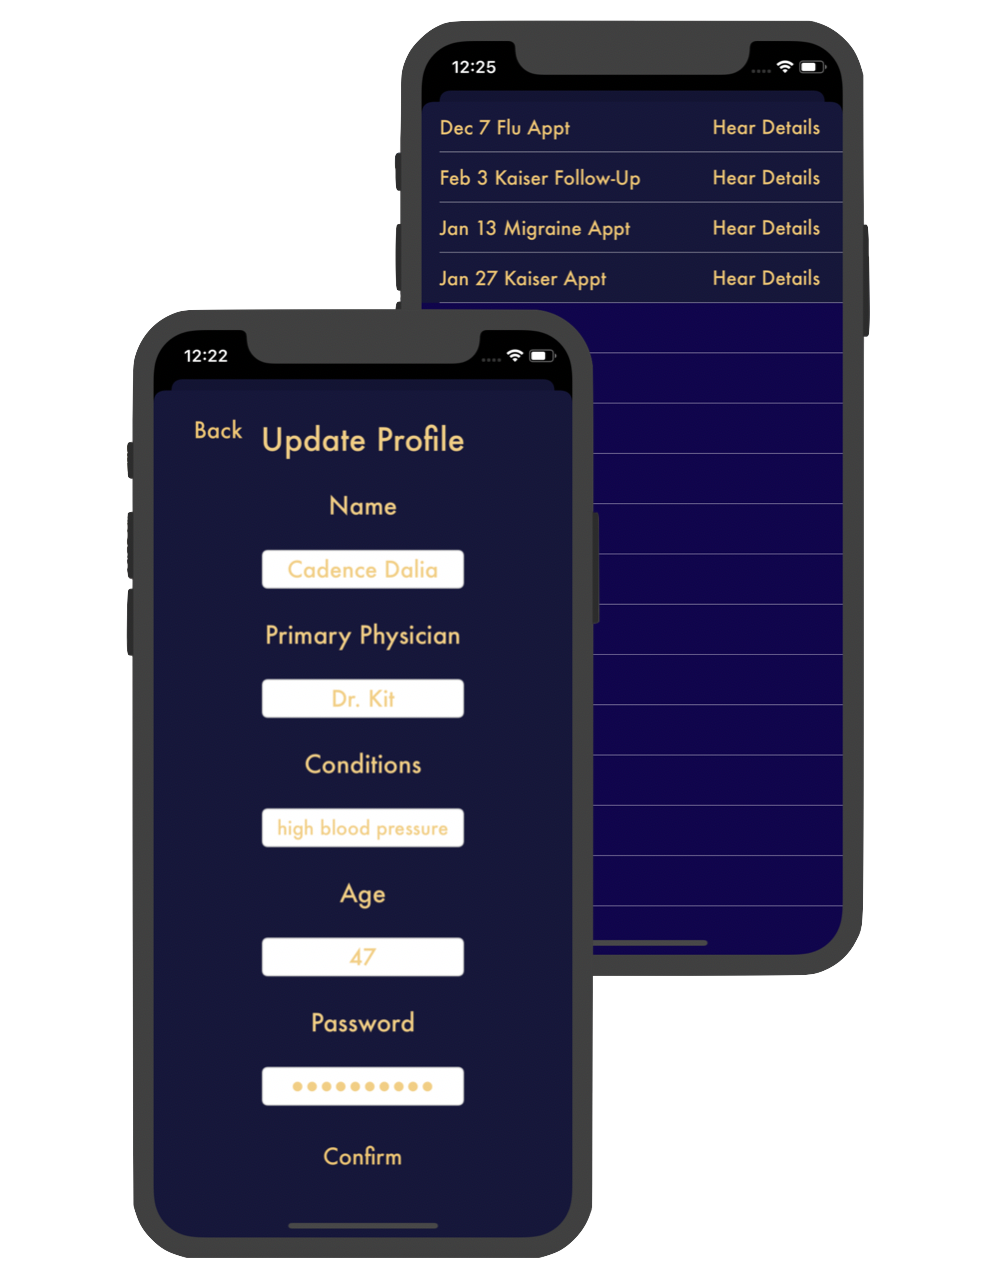 12:25
Dec 7 Flu Appt Hear Details
Feb 3 Kaiser Follow-Up Hear Details
Jan 13 Migraine Appt Hear Details
Jan 27 Kaiser Appt Hear Details
12:22
Back Update Profile
Name
Cadence Dalia
Primary Physician
Dr. Kit
Conditions
high blood pressure
Age
47
Password
●●●●●●●●●●
Confirm